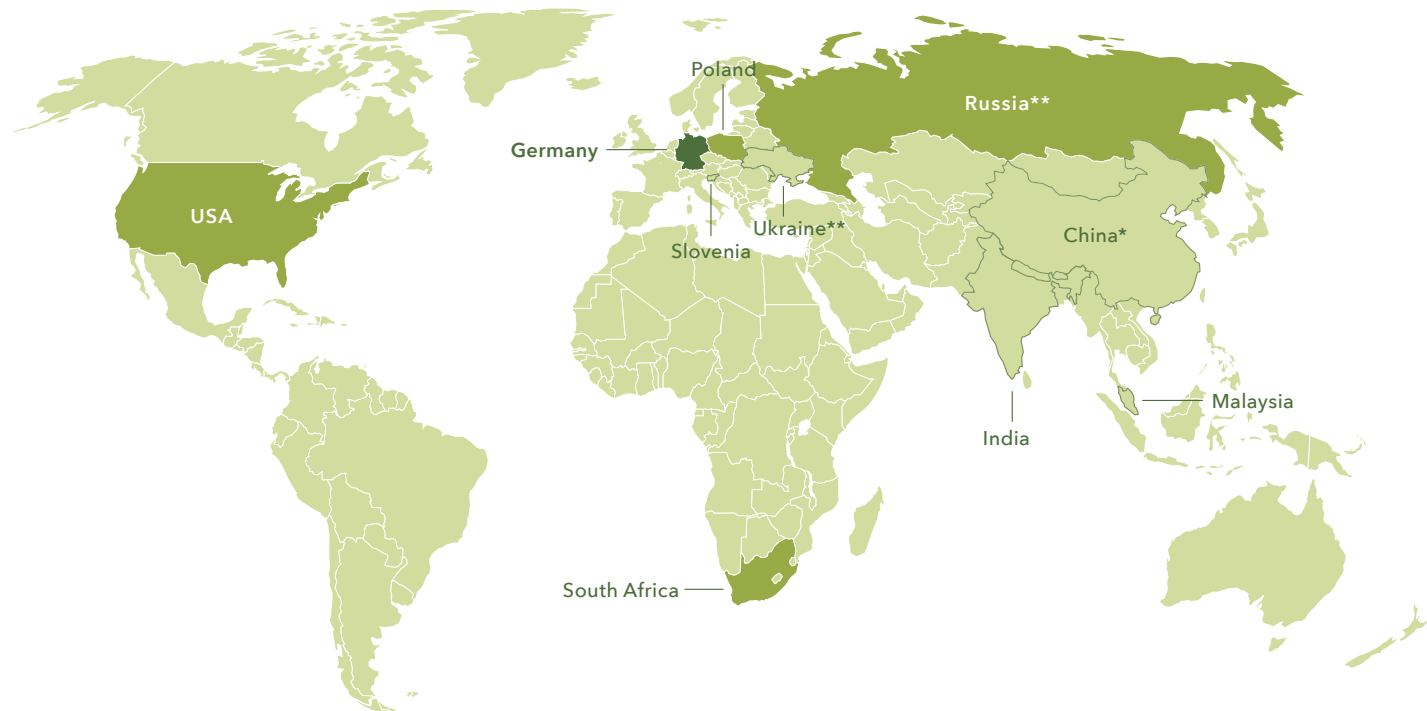 Poland
Russia**
Germany
USA
Ukraine**
China*
Slovenia
Malaysia
India
South Africa